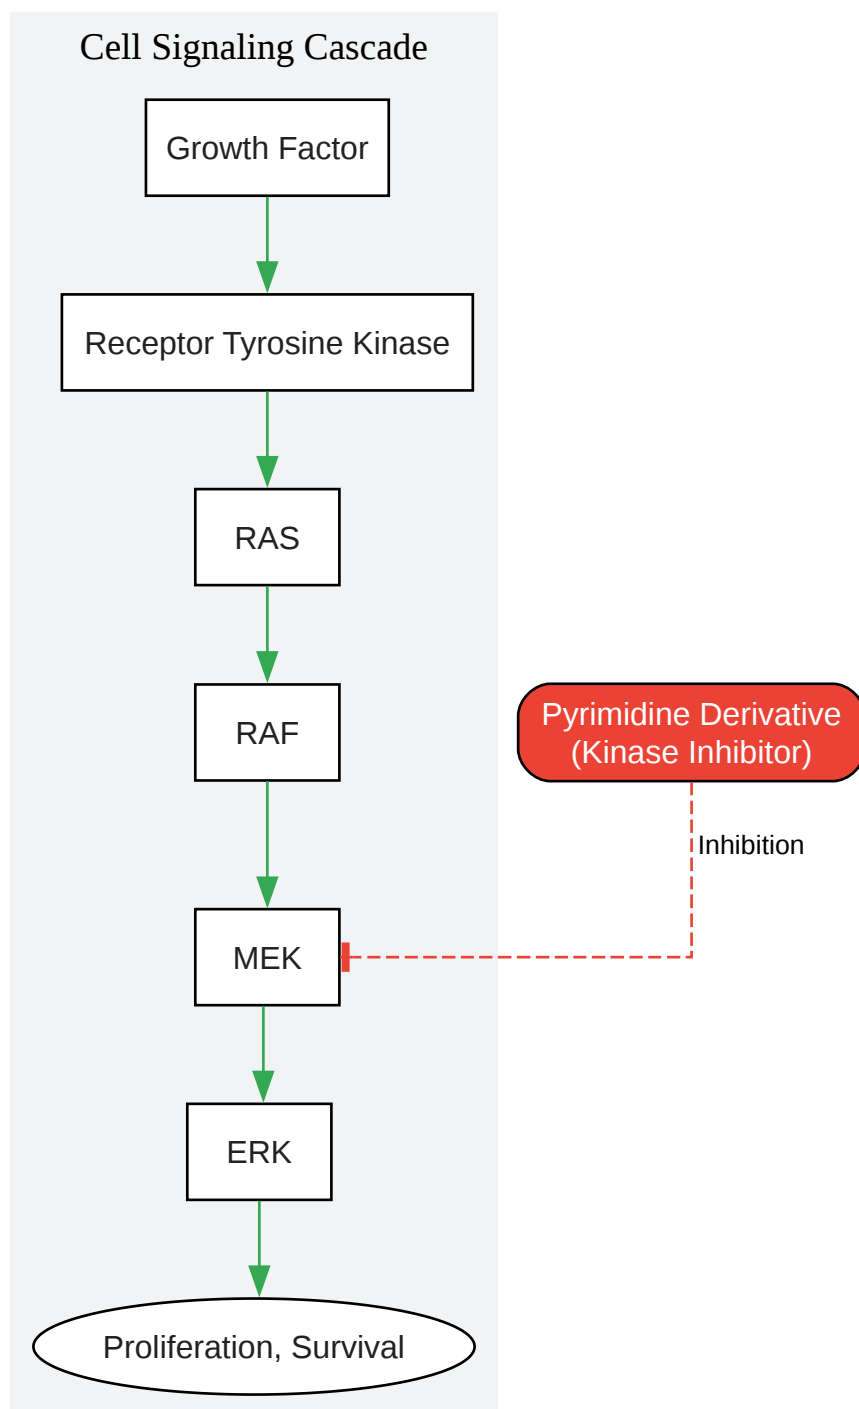 Cell Signaling Cascade
Growth Factor
Receptor Tyrosine Kinase
RAS
RAF
Pyrimidine Derivative
(Kinase Inhibitor)
Inhibition
MEK
ERK
Proliferation, Survival